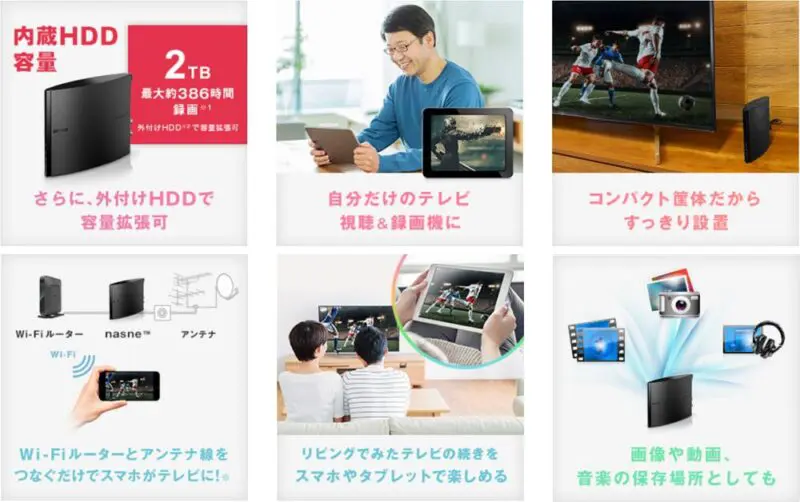 内蔵HDD
容量
2TB
最大約386時間
録画※1
外付けHDD※2で容量拡張可
さらに、外付けHDDで
容量拡張可
自分だけのテレビ
視聴&録画機に
コンパクト筐体だから
すっきり設置
Wi-Fiルーター
nasne™
アンテナ
Wi-Fi
Wi-Fiルーターとアンテナ線を
つなぐだけでスマホがテレビに!※
リビングでみたテレビの続きを
スマホやタブレットで楽しめる
画像や動画、
音楽の保存場所としても